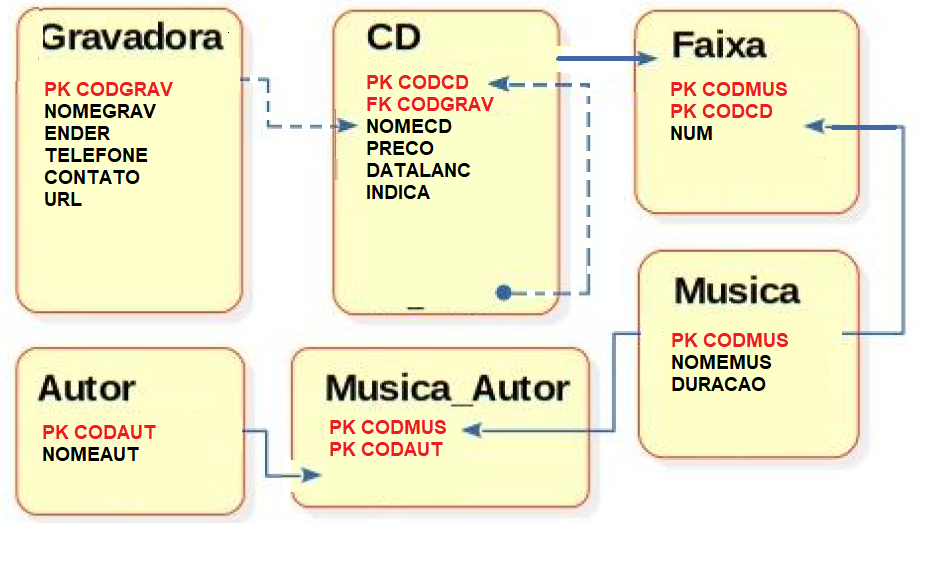 Gravadora
PK CODGRAV
NOMEGRAV
ENDER
TELEFONE
CONTATO
URL
CD
PK CODCD
FK CODGRAV
NOMECD
PRECO
DATALANC
INDICA
_
Faixa
PK CODMUS
PK CODCD
NUM
Autor
PK CODAUT
NOMEAUT
Musica_Autor
PK CODMUS
PK CODAUT
Musica
PK CODMUS
NOMEMUS
DURACAO